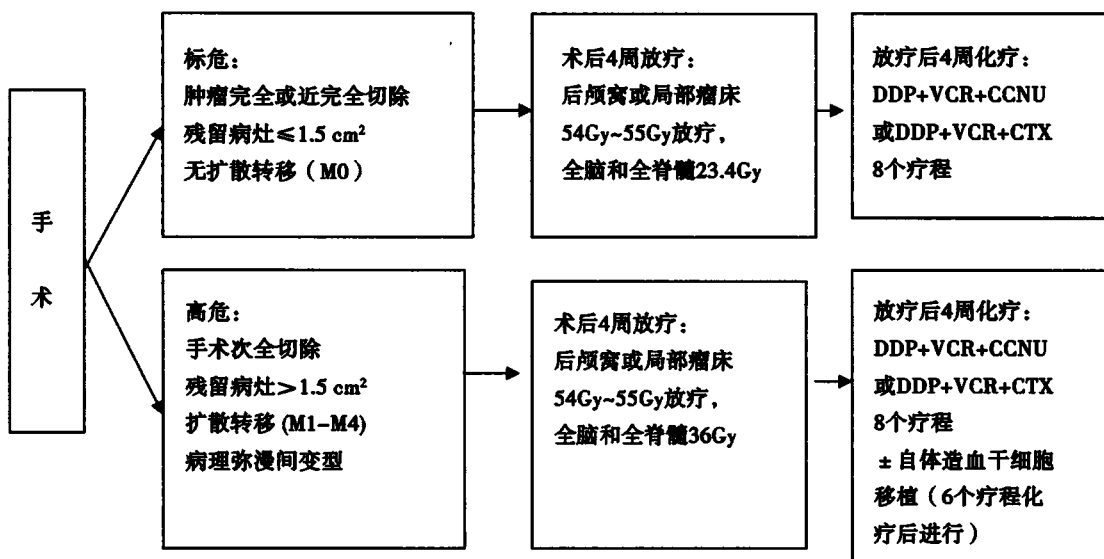 手
术
标危：
肿瘤完全或近完全切除
残留病灶≤1.5 cm²
无扩散转移（M0）
术后4周放疗：
后颅窝或局部瘤床
54Gy~55Gy放疗，
全脑和全脊髓23.4Gy
放疗后4周化疗：
DDP+VCR+CCNU
或DDP+VCR+CTX
8个疗程
高危：
手术次全切除
残留病灶＞1.5 cm²
扩散转移 (M1-M4)
病理弥漫间变型
术后4周放疗：
后颅窝或局部瘤床
54Gy~55Gy放疗，
全脑和全脊髓36Gy
放疗后4周化疗：
DDP+VCR+CCNU
或DDP+VCR+CTX
8个疗程
±自体造血干细胞
移植（6个疗程化
疗后进行）